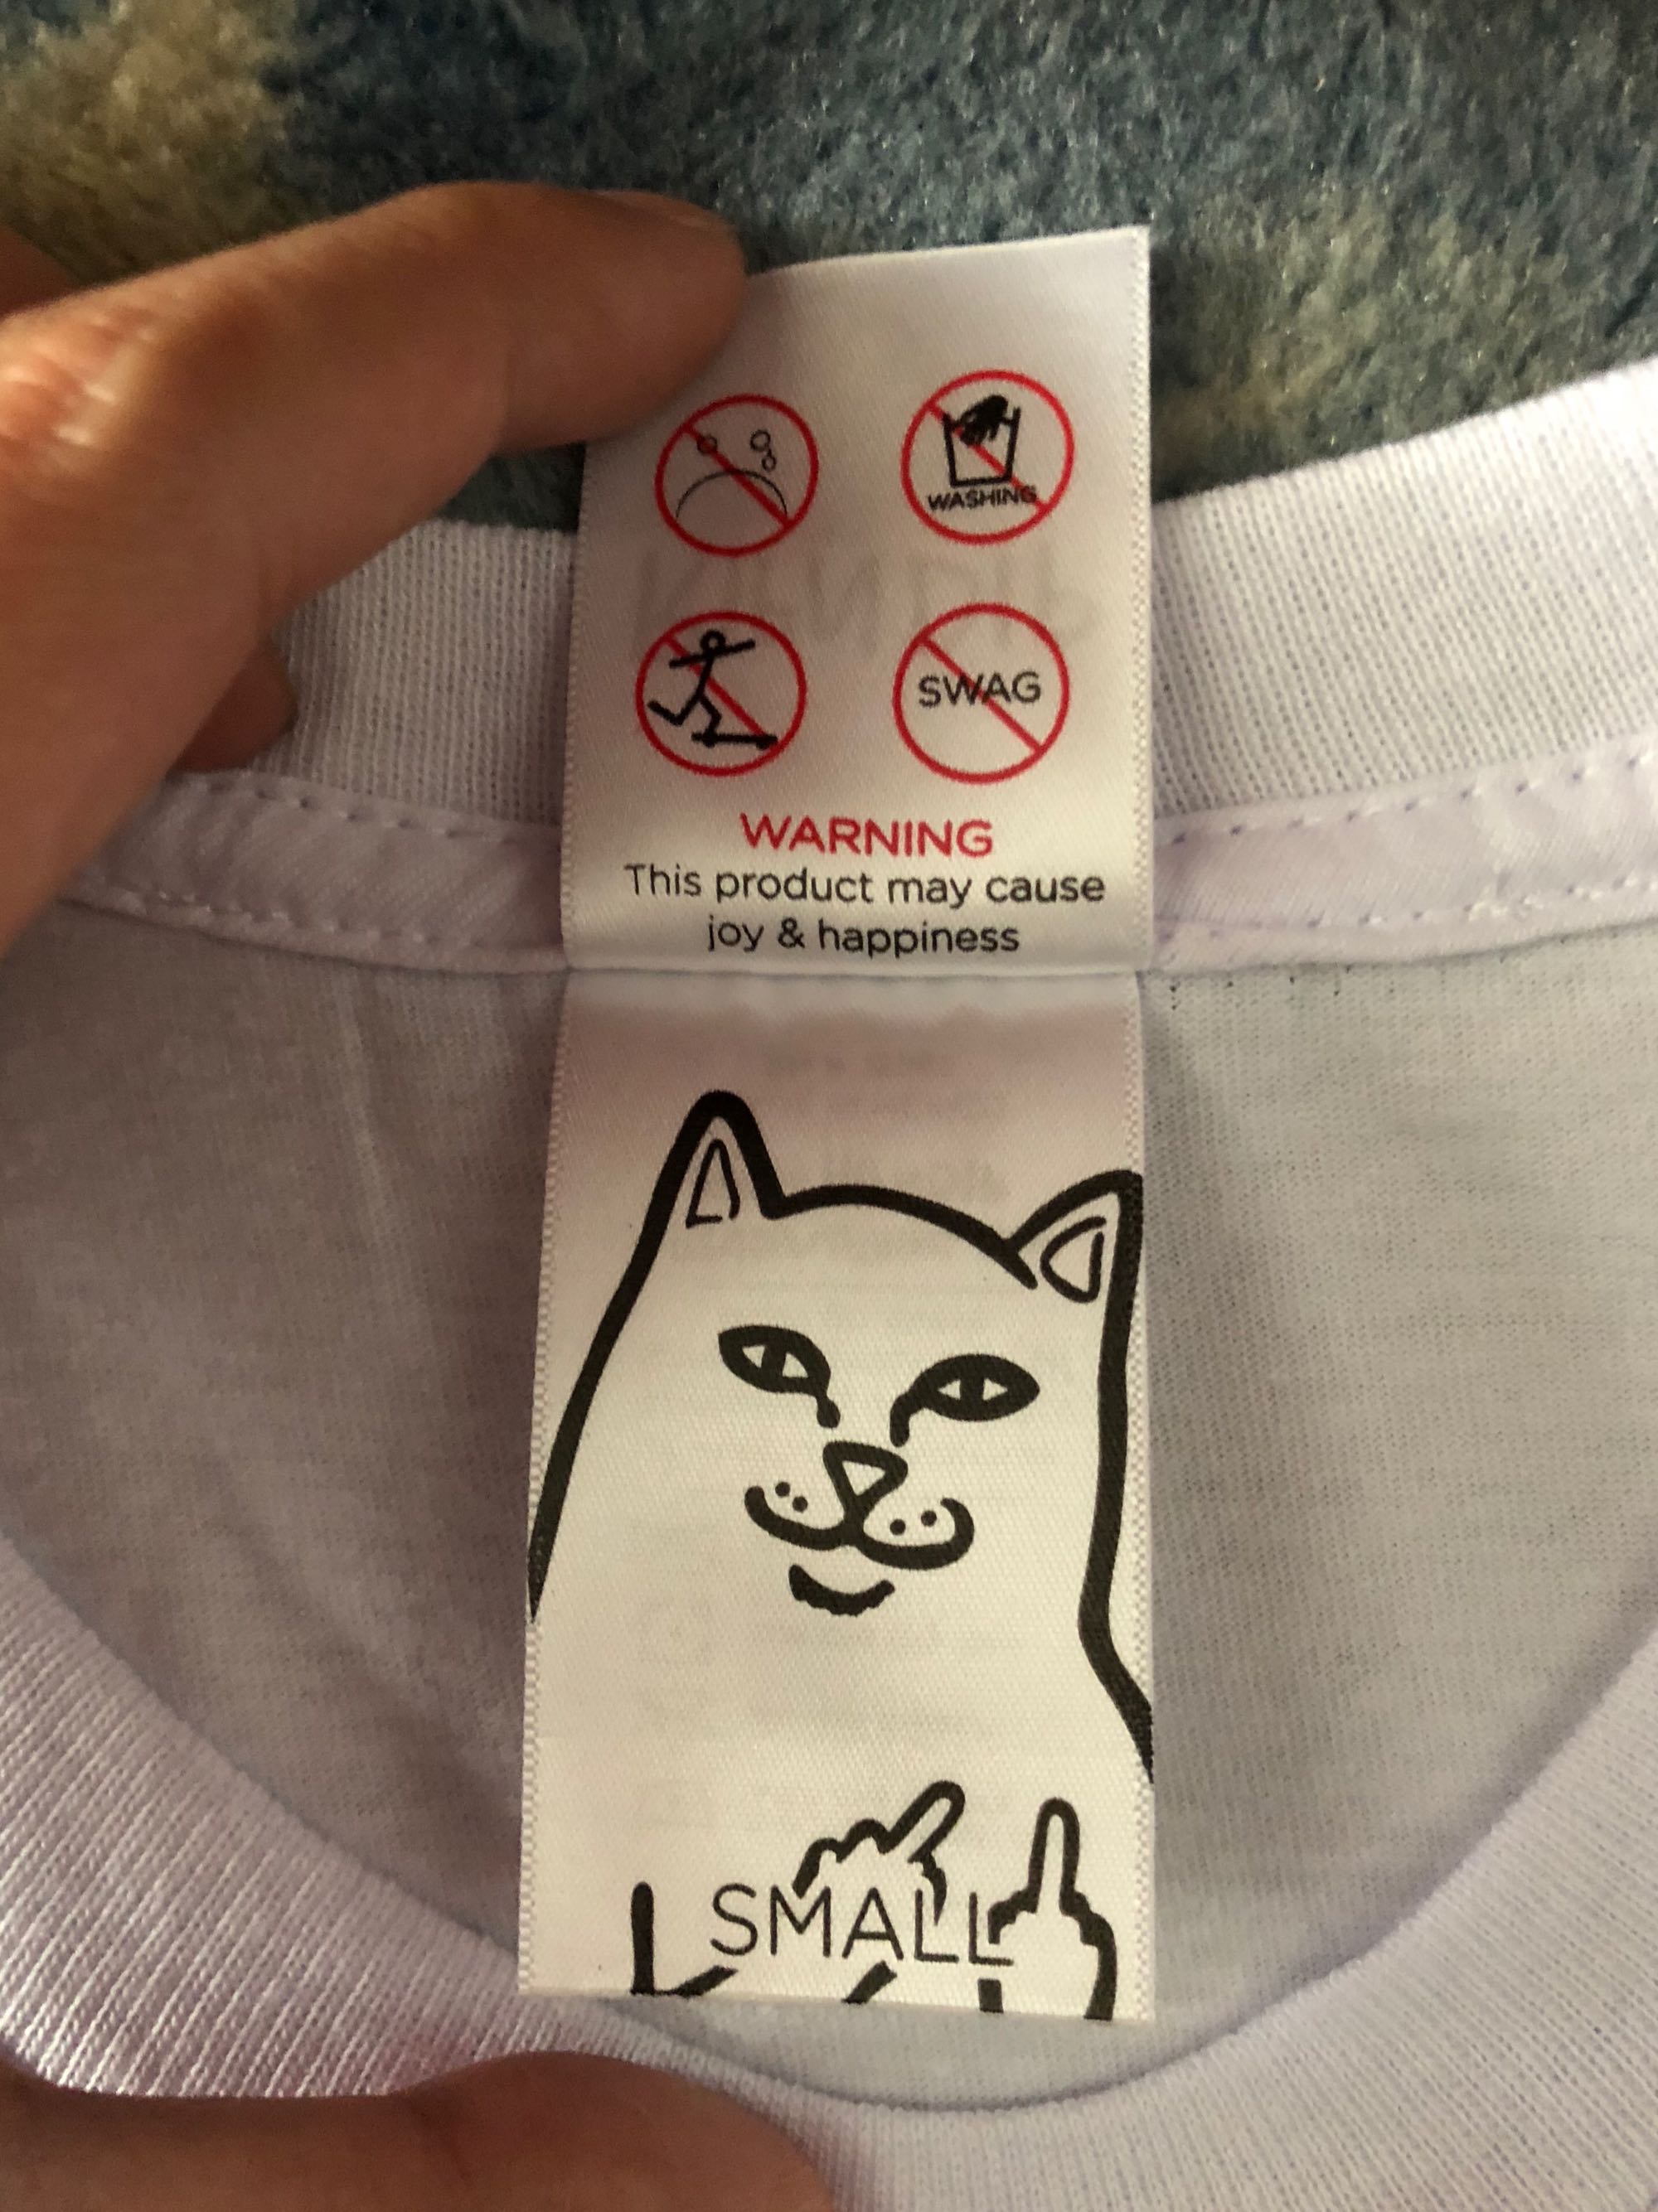 WASHING
SWAG
WARNING
This product may cause
joy & happiness
SMALL